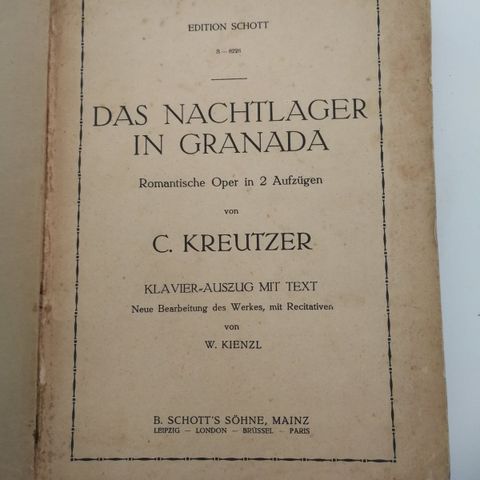 EDITION SCHOTT
DAS NACHTLAGER
IN GRANADA
Romantische Oper in 2 Aufzügen
von
C. KREUTZER
KLAVIER-AUSZUG MIT TEXT
Neue Bearbeitung des Werkes, mit Recitativen
von
W. KIENZL
B. SCHOTT'S SÖHNE, MAINZ
LEIPZIG — LONDON — BRÜSSEL — PARIS